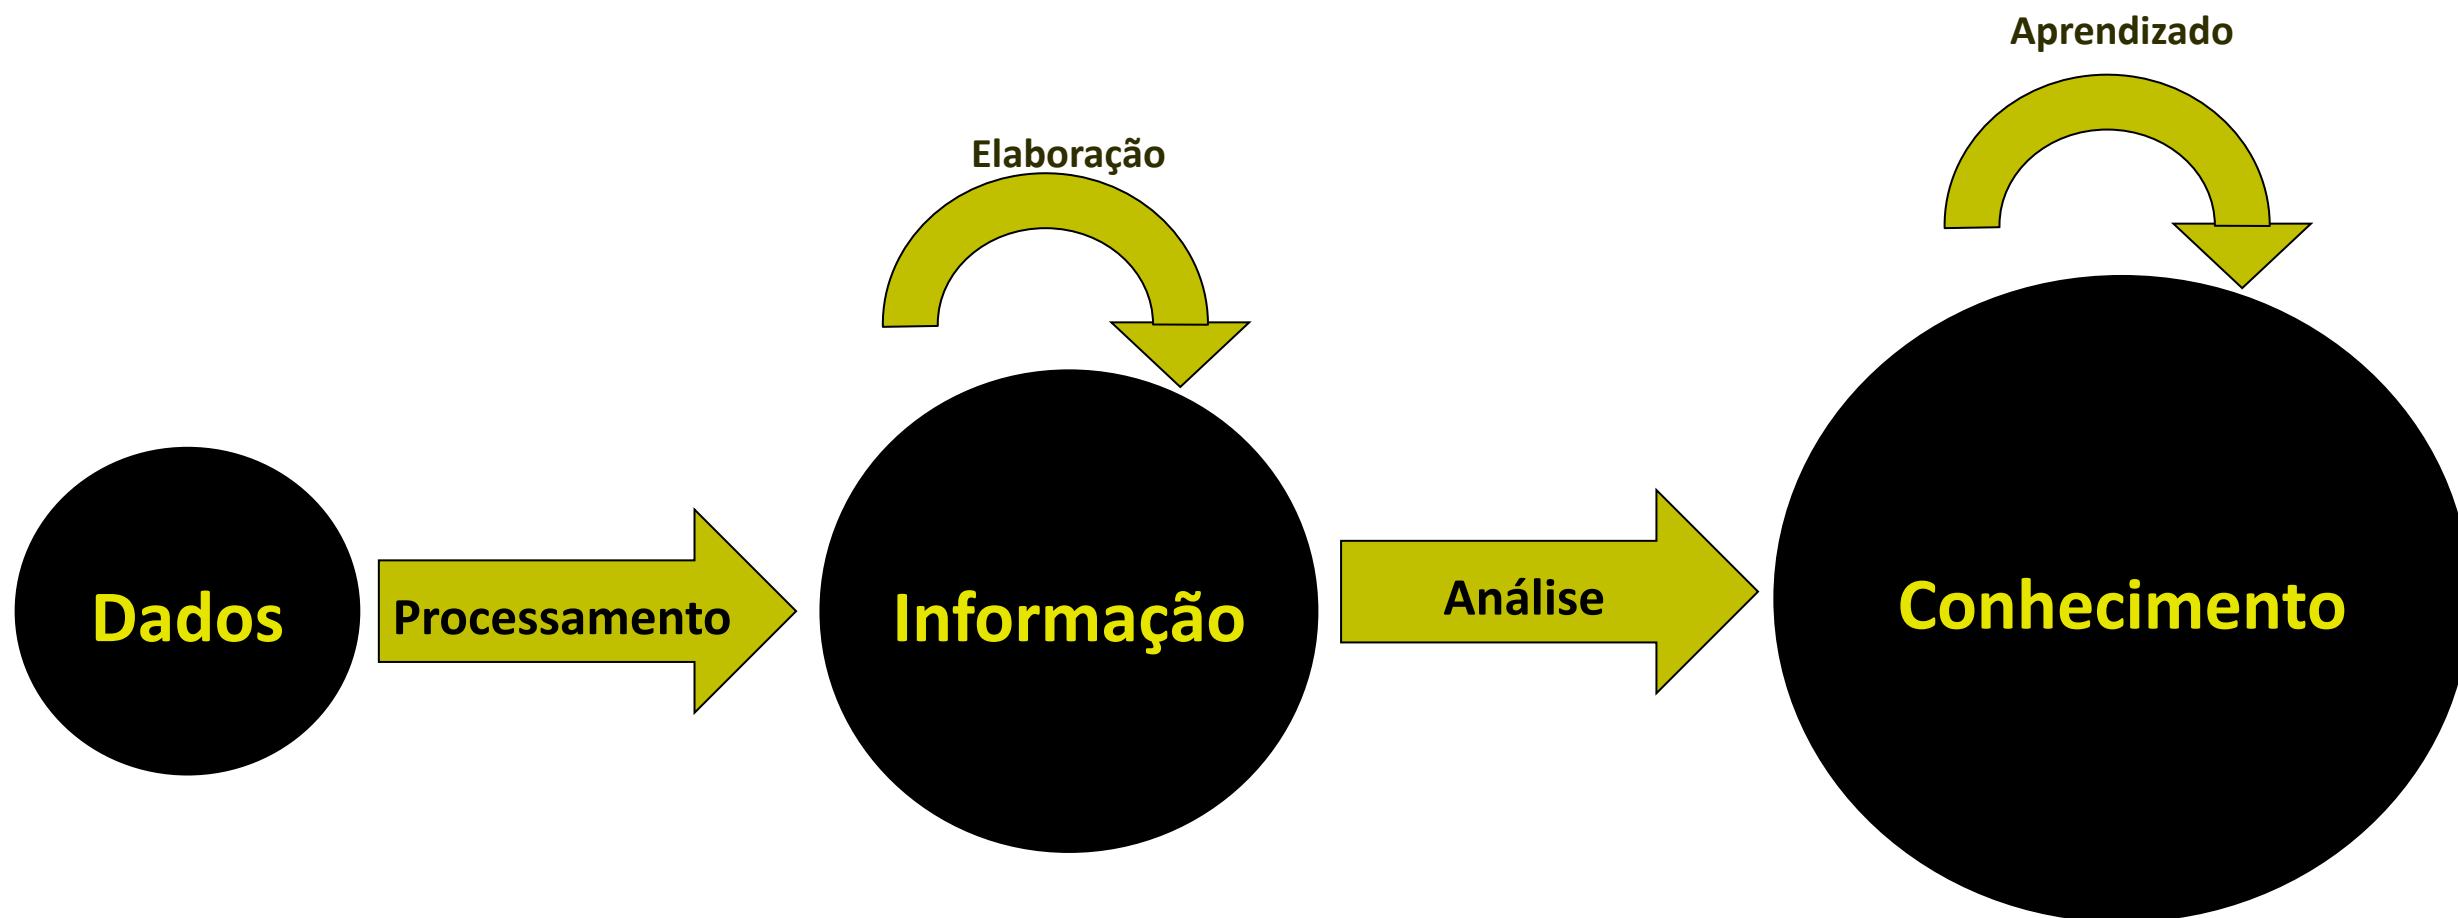 Aprendizado
Elaboração
Dados
Processamento
Informação
Análise
Conhecimento